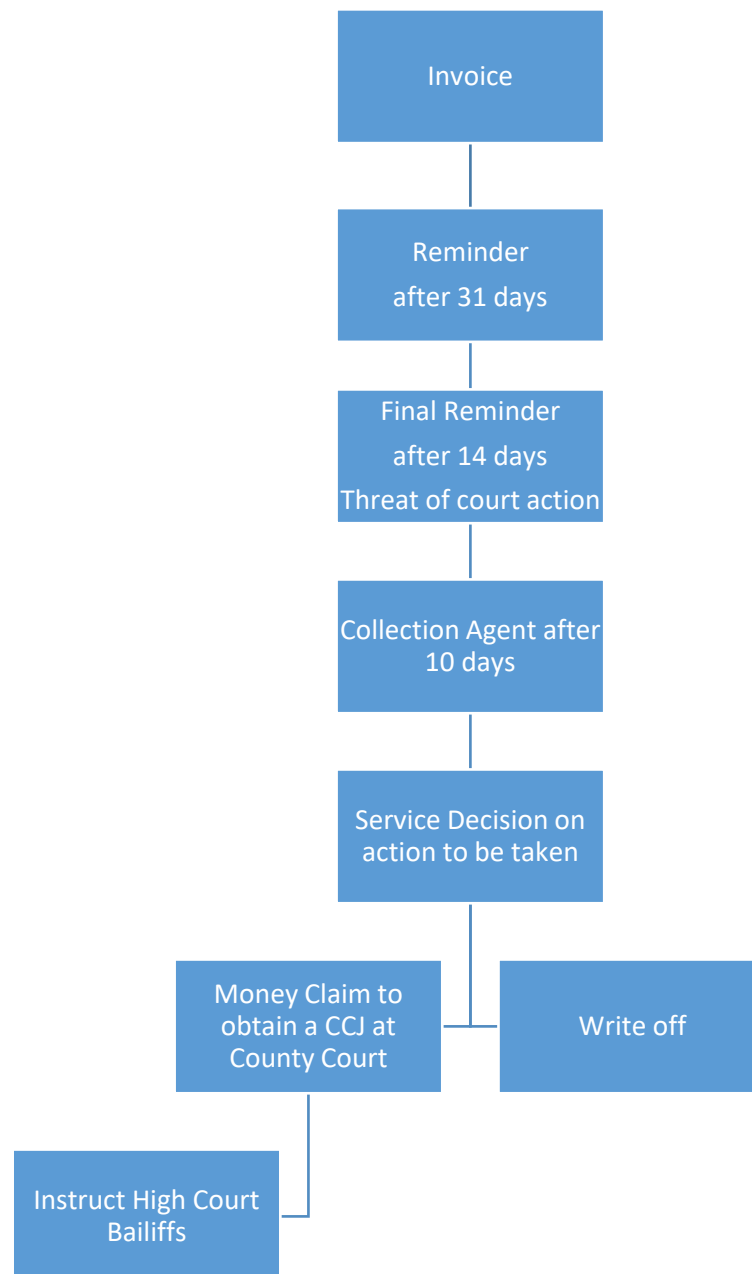 Invoice
Reminder
after 31 days
Final Reminder
after 14 days
Threat of court action
Collection Agent after
10 days
Service Decision on
action to be taken
Money Claim to
obtain a CCJ at
County Court
Write off
Instruct High Court
Bailiffs